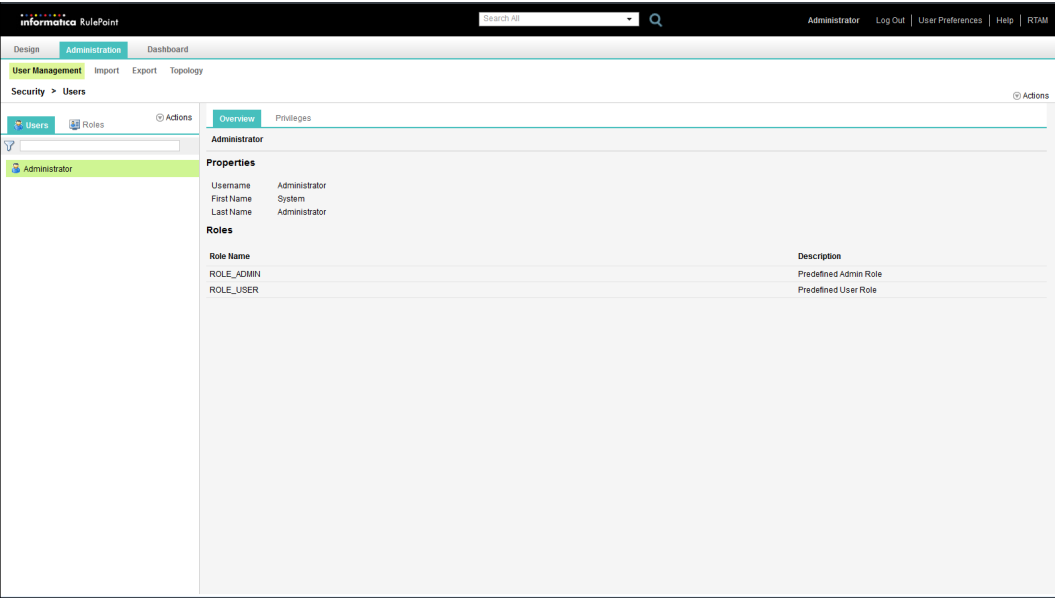 informatica RulePoint
Search All
Administrator Log Out User Preferences Help RTAM
Design Administration Dashboard
User Management Import Export Topology
Security > Users
Actions
Users Roles Actions
Overview Privileges
Administrator
Administrator
Properties
Username Administrator
First Name System
Last Name Administrator
Roles
Role Name Description
ROLE_ADMIN Predefined Admin Role
ROLE_USER Predefined User Role